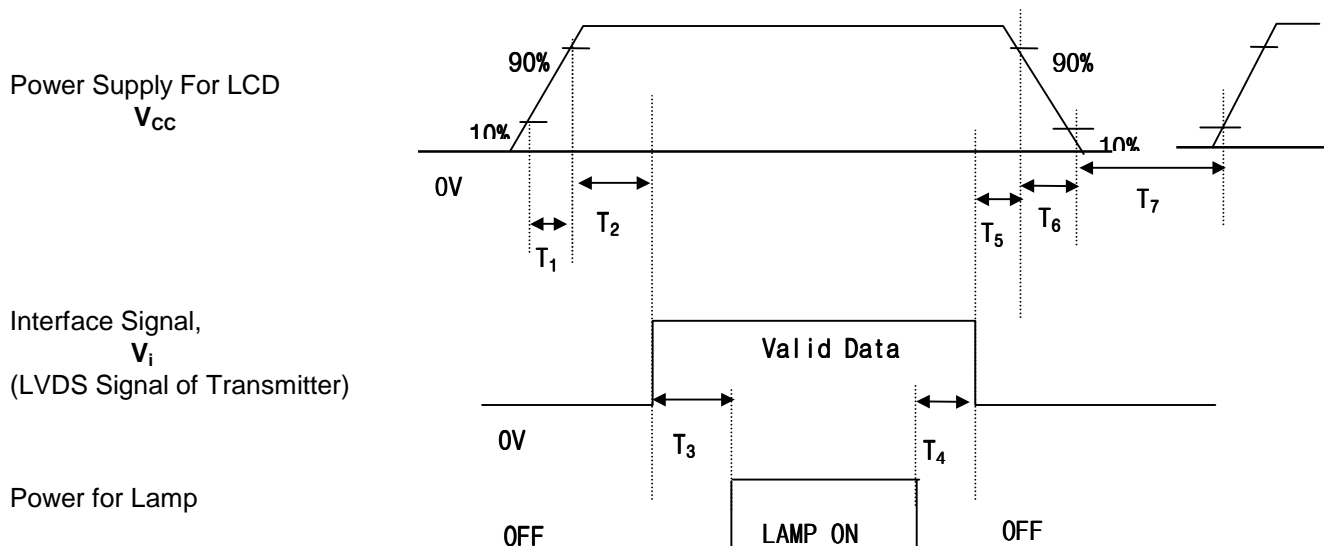 Power Supply For LCD
VCC
90%
10%
90%
10%
0V
T1
T2
T5
T6
T7
Interface Signal,
Vi
(LVDS Signal of Transmitter)
Valid Data
0V
T3
T4
Power for Lamp
OFF
LAMP ON
OFF